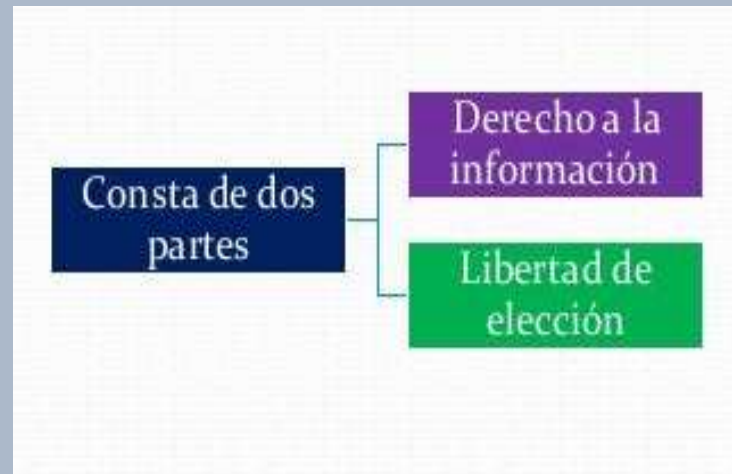 Consta de dos
partes
Derecho a la
información
Libertad de
elección